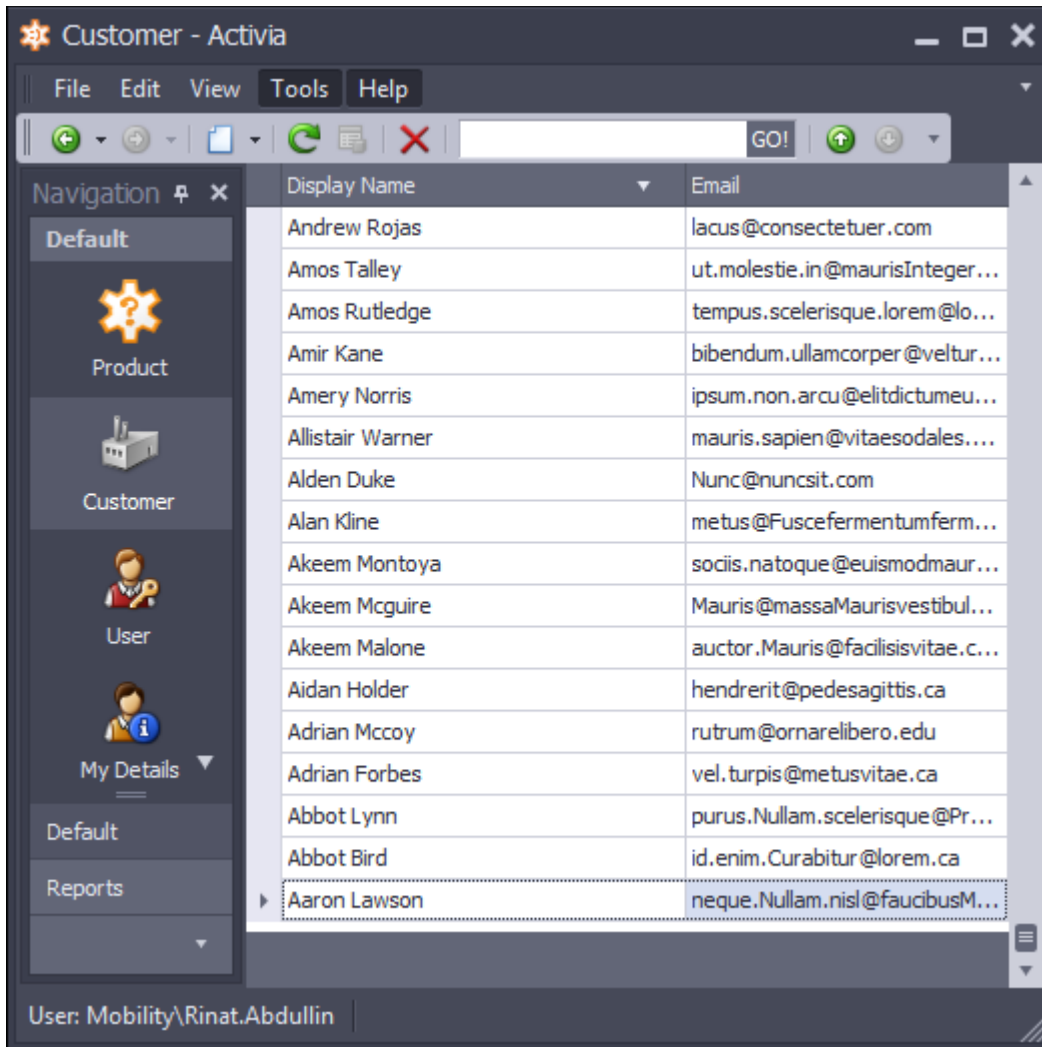 Customer - Activia
File Edit View Tools Help
GO!
Navigation
Default
Product
Customer
User
My Details
Default
Reports
Display Name Email
Andrew Rojas lacus@consectetuer.com
Amos Talley ut.molestie.in@maurisInteger...
Amos Rutledge tempus.scelerisque.lorem@lo...
Amir Kane bibendum.ullamcorper@veltur...
Amery Norris ipsum.non.arcu@elitdictumeu...
Allistair Warner mauris.sapien@vitaesodales....
Alden Duke Nunc@nuncsit.com
Alan Kline metus@Fuscefermentumferm...
Akeem Montoya sociis.natoque@euismodmaur...
Akeem Mcguire Mauris@massaMaurisvestibul...
Akeem Malone auctor.Mauris@facilisisvitae.c...
Aidan Holder hendrerit@pedesagittis.ca
Adrian Mccoy rutrum@ornarelibero.edu
Adrian Forbes vel.turpis@metusvitae.ca
Abbot Lynn purus.Nullam.scelerisque@Pr...
Abbot Bird id.enim.Curabitur@lorem.ca
Aaron Lawson neque.Nullam.nisl@faucibusM...
User: Mobility\Rinat.Abdullin